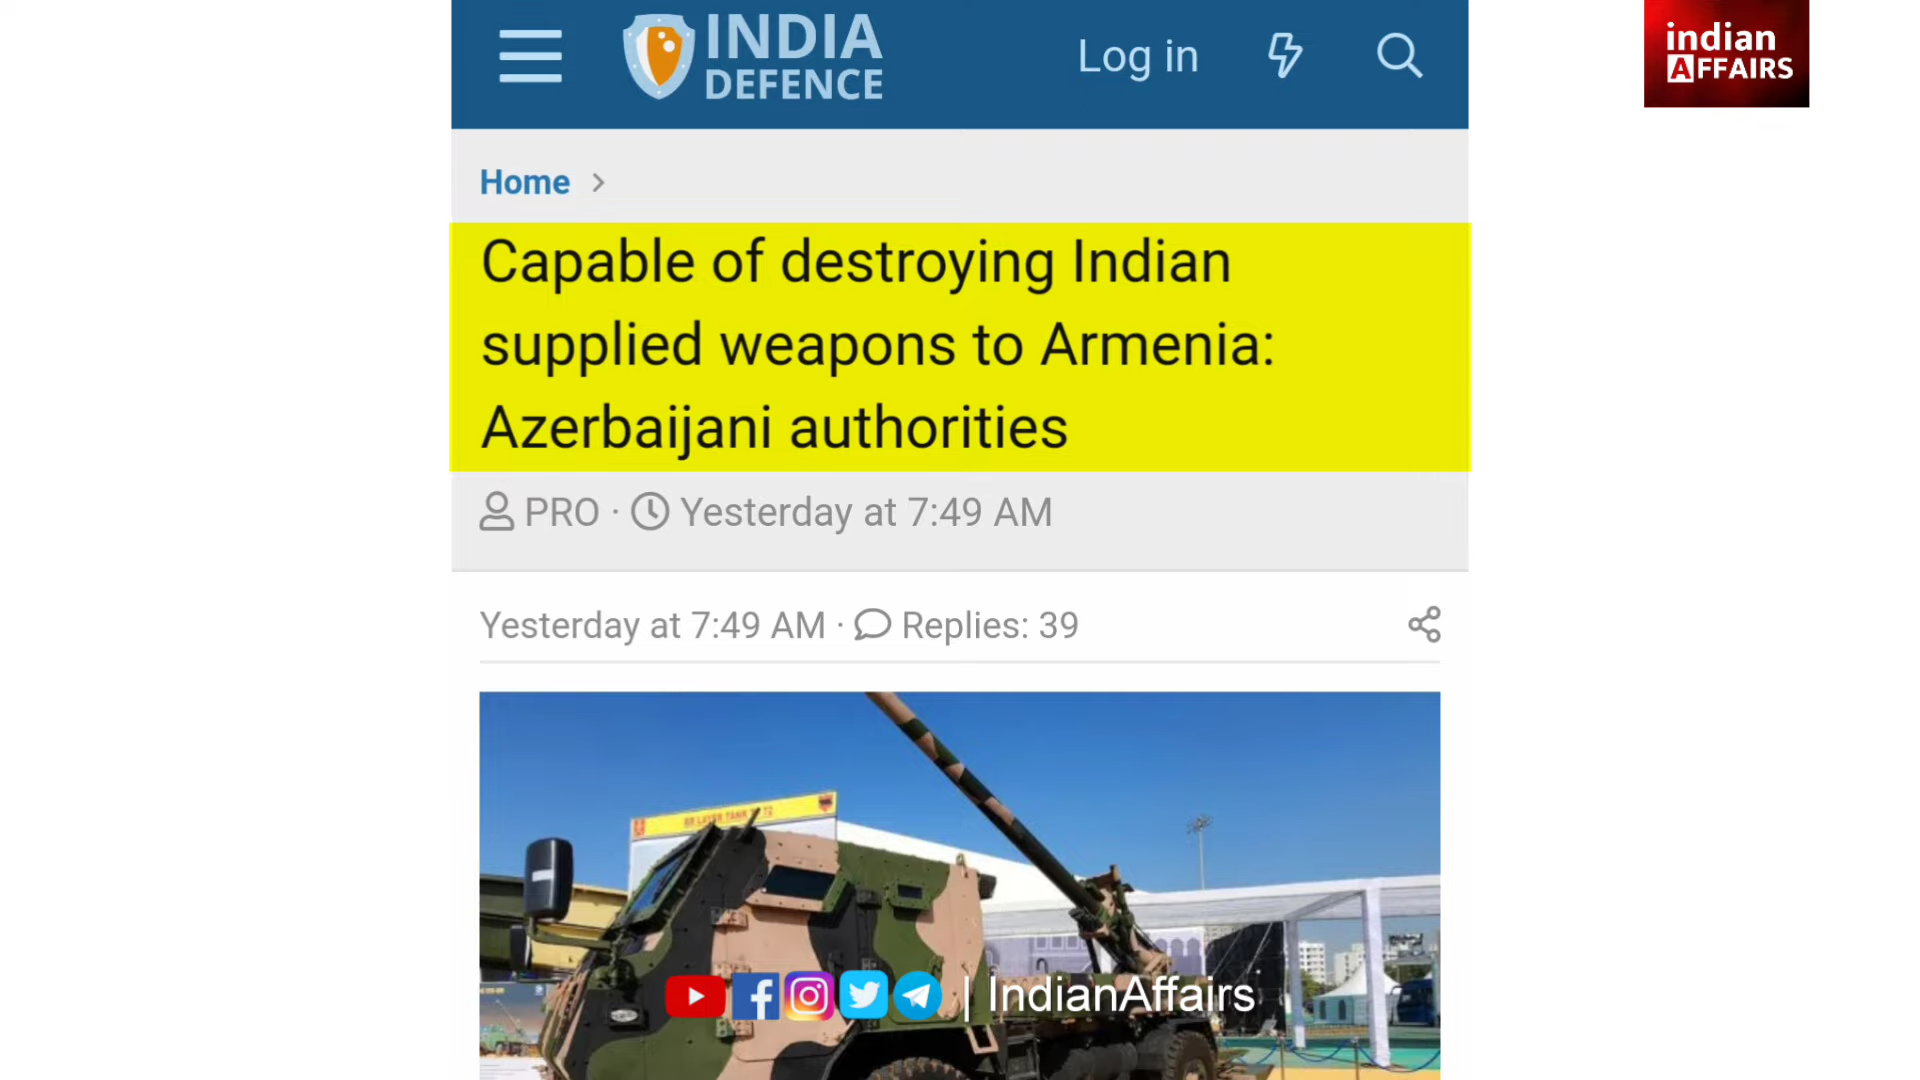 INDIA
DEFENCE
Log in
indian
AFFAIRS
Home
Capable of destroying Indian
supplied weapons to Armenia:
Azerbaijani authorities
PRO · Yesterday at 7:49 AM
Yesterday at 7:49 AM · Replies: 39
| IndianAffairs